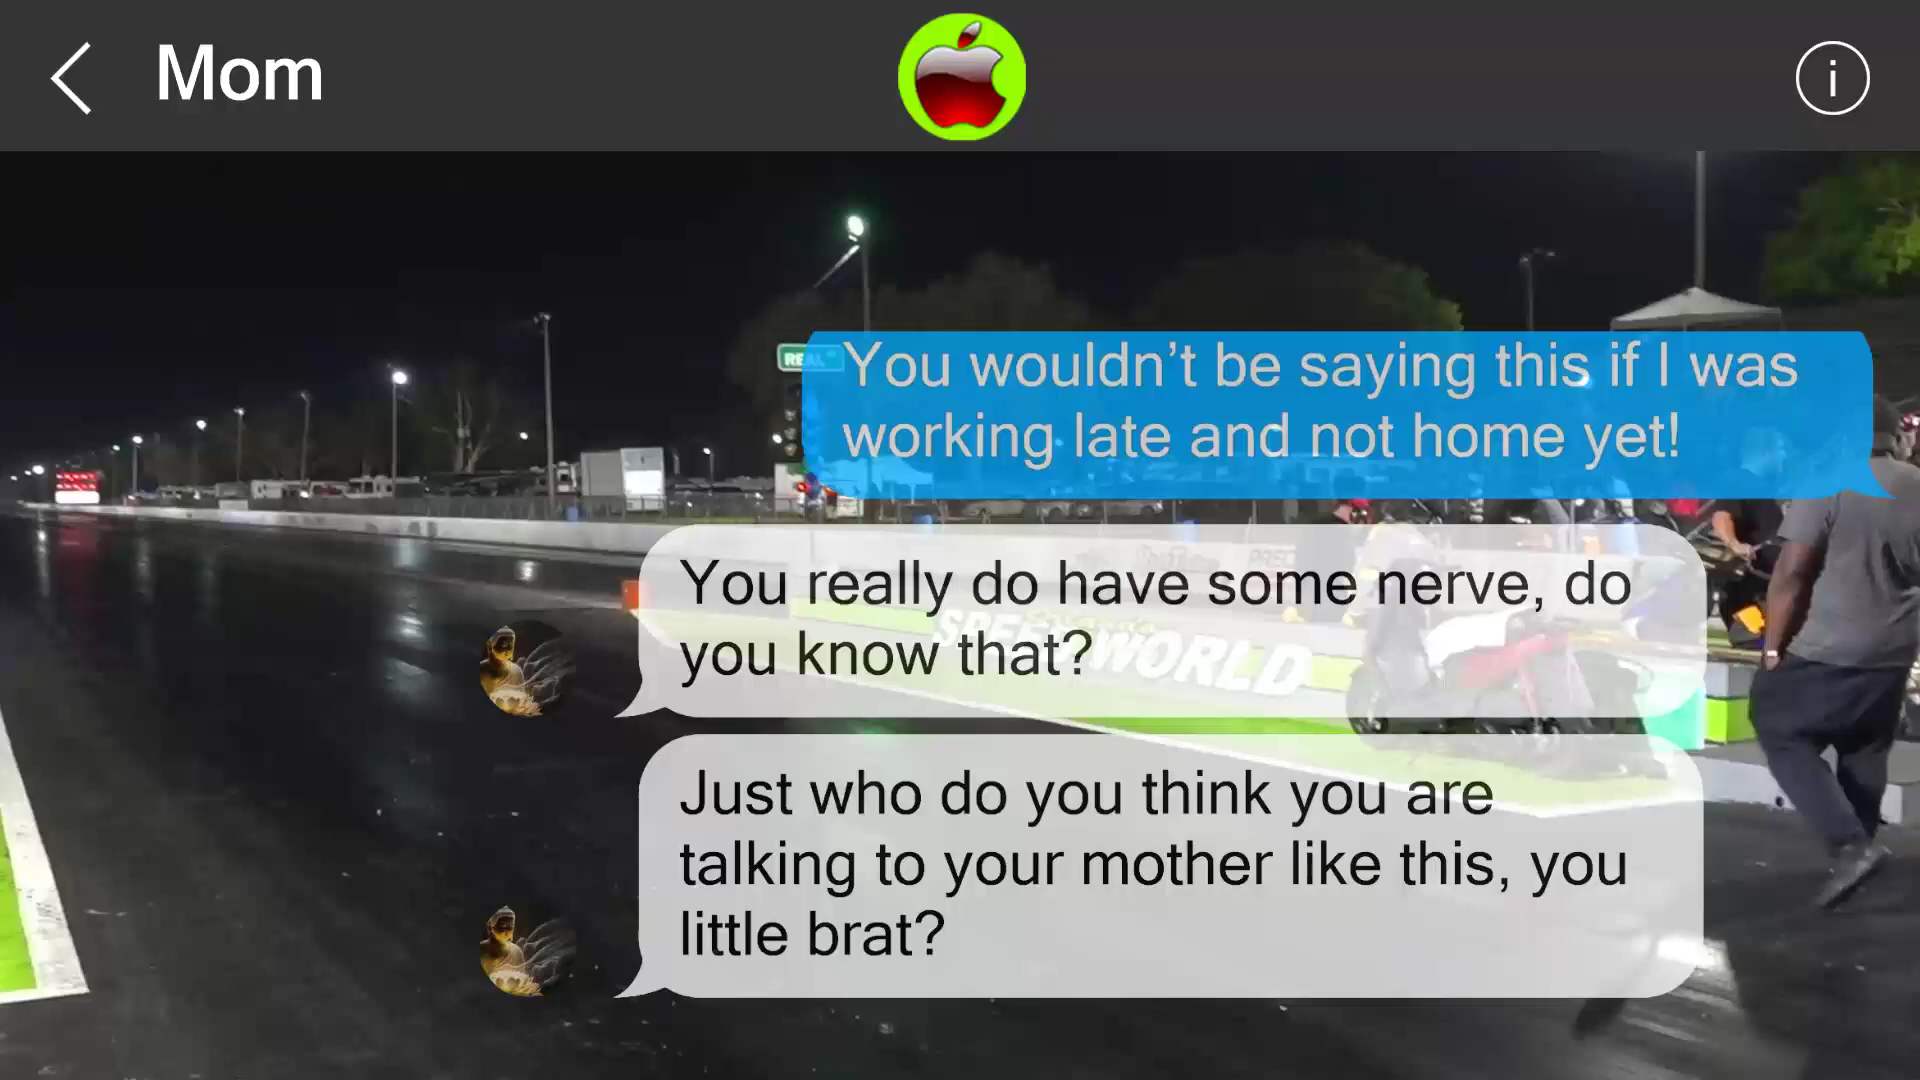 Mom
i
REAL
You wouldn't be saying this if I was
working late and not home yet!
You really do have some nerve, do
you know that?
SPEEDWORLD
Just who do you think you are
talking to your mother like this, you
little brat?